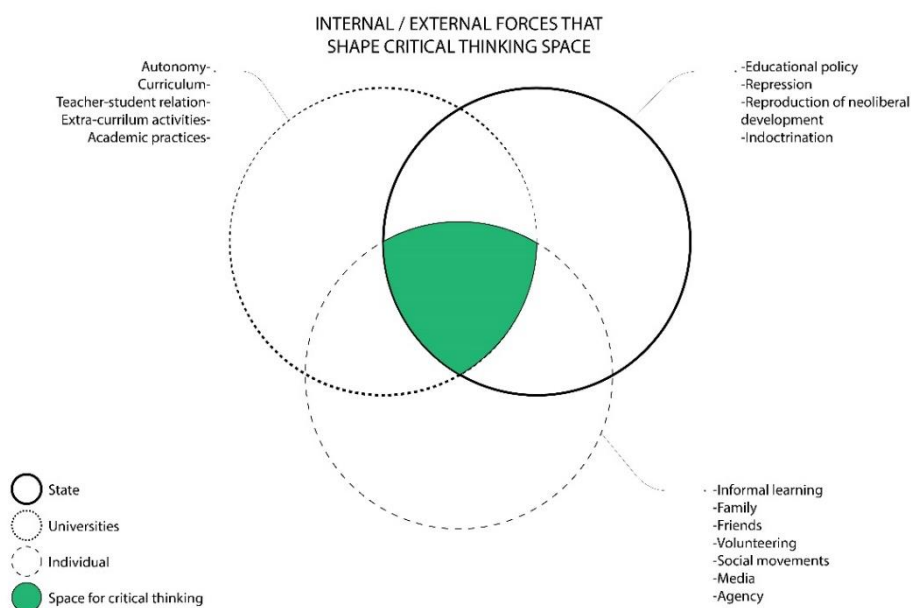 INTERNAL / EXTERNAL FORCES THAT
SHAPE CRITICAL THINKING SPACE
Autonomy-
Curriculum-
Teacher-student relation-
Extra-currilum activities-
Academic practices-
-Educational policy
-Repression
-Reproduction of neoliberal
development
-Indoctrination
-Informal learning
-Family
-Friends
-Volunteering
-Social movements
-Media
-Agency
State
Universities
Individual
Space for critical thinking